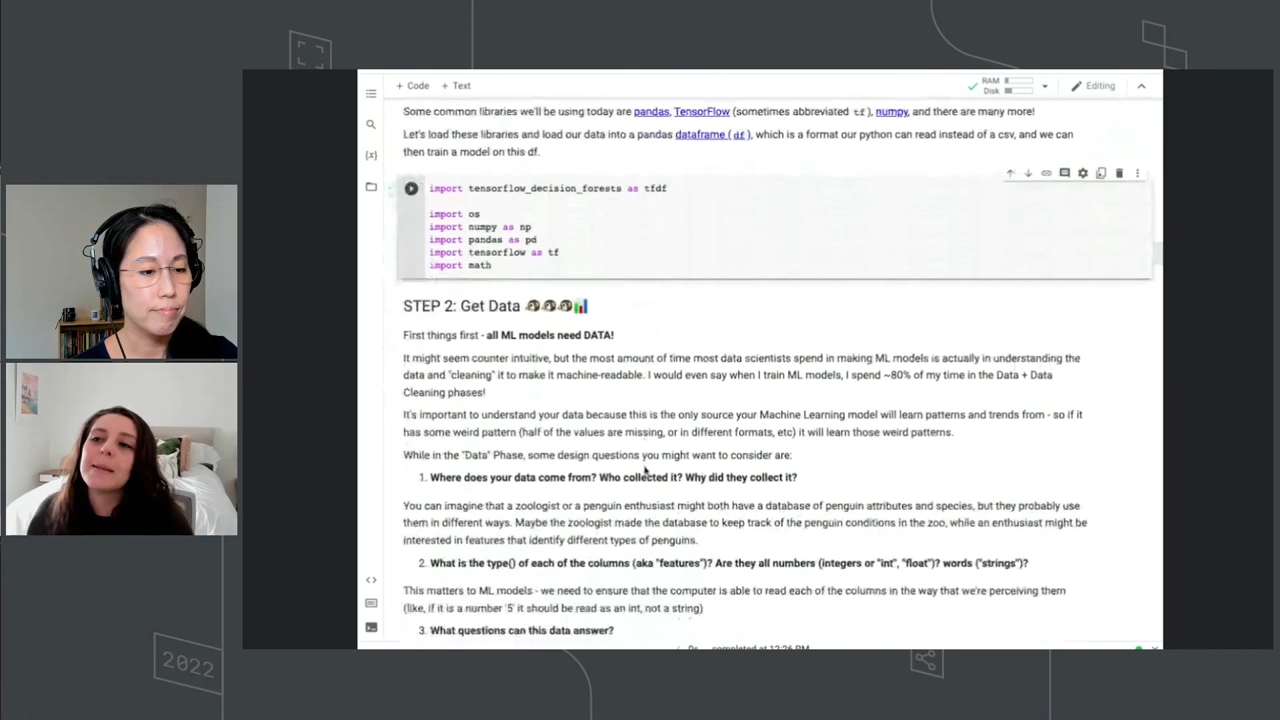 + Code + Text
RAM
Disk
Editing
Some common libraries we'll be using today are pandas, TensorFlow (sometimes abbreviated tf), numpy, and there are many more!
Let's load these libraries and load our data into a pandas dataframe (df), which is a format our python can read instead of a csv, and we can
then train a model on this df.
import tensorflow_decision_forests as tfdf
import os
import numpy as np
import pandas as pd
import tensorflow as tf
import math
STEP 2: Get Data 🐧🐧🐧📊
First things first - all ML models need DATA!
It might seem counter intuitive, but the most amount of time most data scientists spend in making ML models is actually in understanding the
data and "cleaning" it to make it machine-readable. I would even say when I train ML models, I spend ~80% of my time in the Data + Data
Cleaning phases!
It's important to understand your data because this is the only source your Machine Learning model will learn patterns and trends from - so if it
has some weird pattern (half of the values are missing, or in different formats, etc) it will learn those weird patterns.
While in the "Data" Phase, some design questions you might want to consider are:
1. Where does your data come from? Who collected it? Why did they collect it?
You can imagine that a zoologist or a penguin enthusiast might both have a database of penguin attributes and species, but they probably use
them in different ways. Maybe the zoologist made the database to keep track of the penguin conditions in the zoo, while an enthusiast might be
interested in features that identify different types of penguins.
2. What is the type() of each of the columns (aka "features")? Are they all numbers (integers or "int", "float")? words ("strings")?
This matters to ML models - we need to ensure that the computer is able to read each of the columns in the way that we're perceiving them
(like, if it is a number '5' it should be read as an int, not a string)
3. What questions can this data answer?
0s completed at 12:26 PM
2022